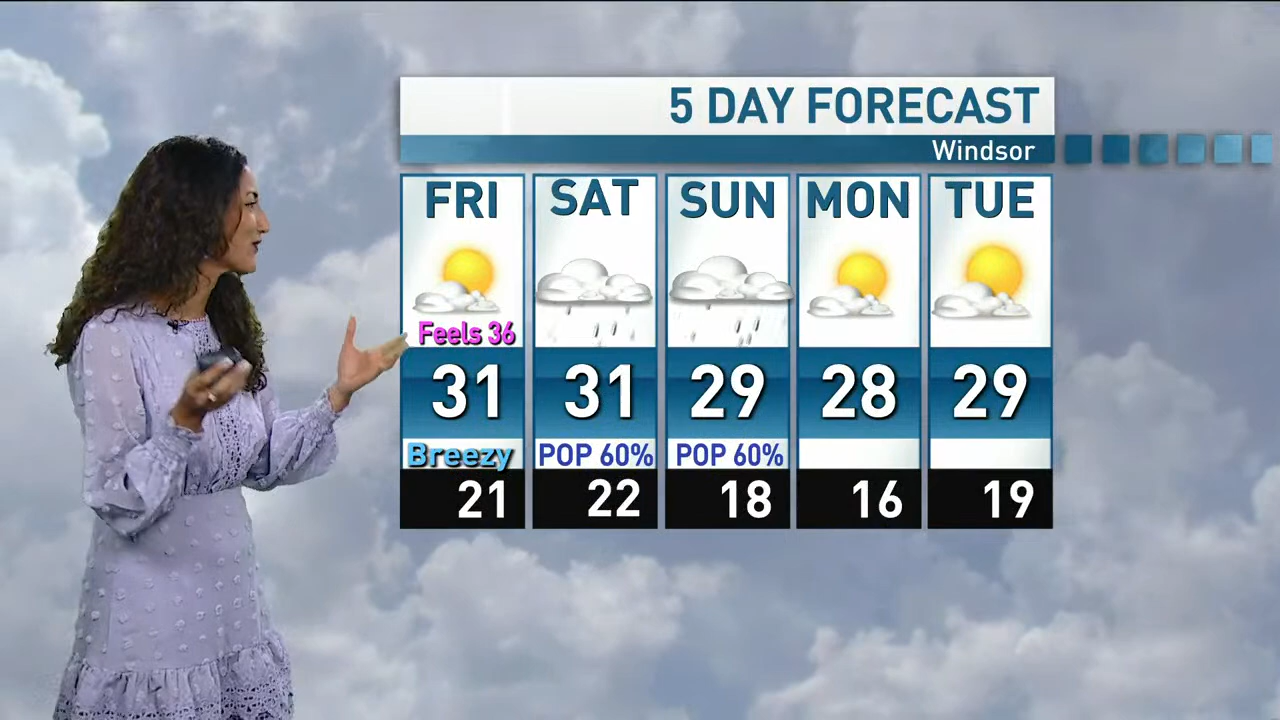 5 DAY FORECAST
Windsor
FRI SAT SUN MON TUE
Feels 36
31 31 29 28 29
Breezy POP 60% POP 60%
21 22 18 16 19